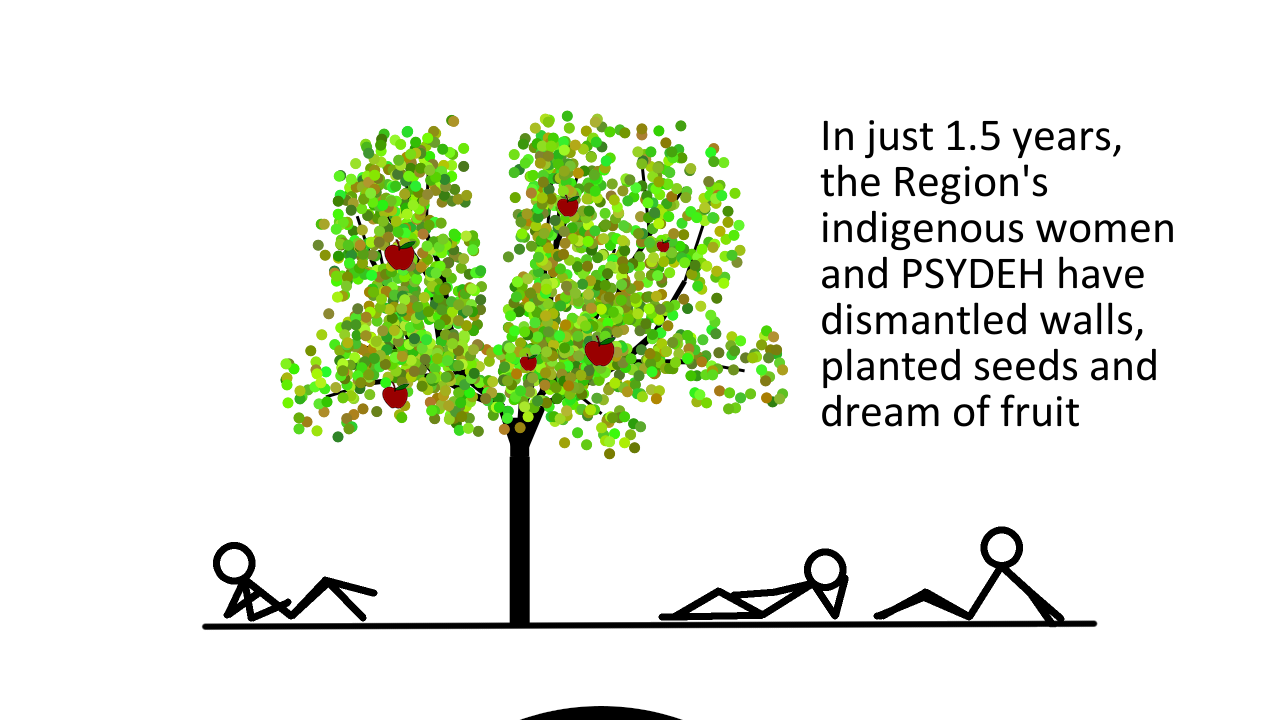 In just 1.5 years,
the Region's
indigenous women
and PSYDEH have
dismantled walls,
planted seeds and
dream of fruit